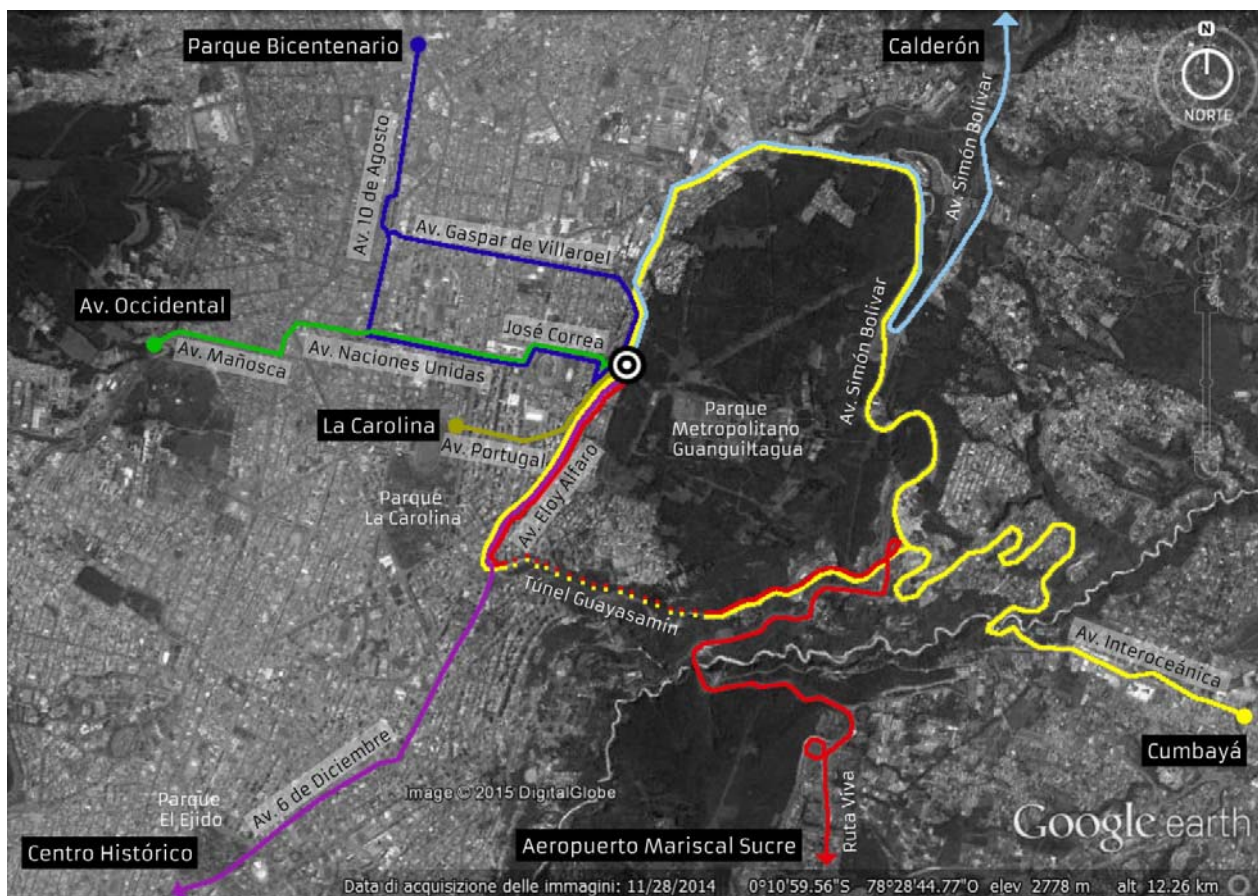 Parque Bicentenario
Calderón
N
NORTE
Av. 10 de Agosto
Av. Simón Bolívar
Av. Gaspar de Villaroel
Av. Occidental
José Correa
Av. Mañosca
Av. Naciones Unidas
Av. Simón Bolívar
La Carolina
Av. Portugal
Parque
Metropolitano
Guanguiltagua
Av. Eloy Alfaro
Parque
La Carolina
Túnel Guayasamín
Av. Interoceánica
Cumbayá
Av. 6 de Diciembre
Image © 2015 DigitalGlobe
Parque
El Ejido
Ruta Viva
Google earth
Centro Histórico
Aeropuerto Mariscal Sucre
Data di acquisizione delle immagini: 11/28/2014 0°10'59.56"S 78°28'44.77"O elev 2778 m alt 12.26 km